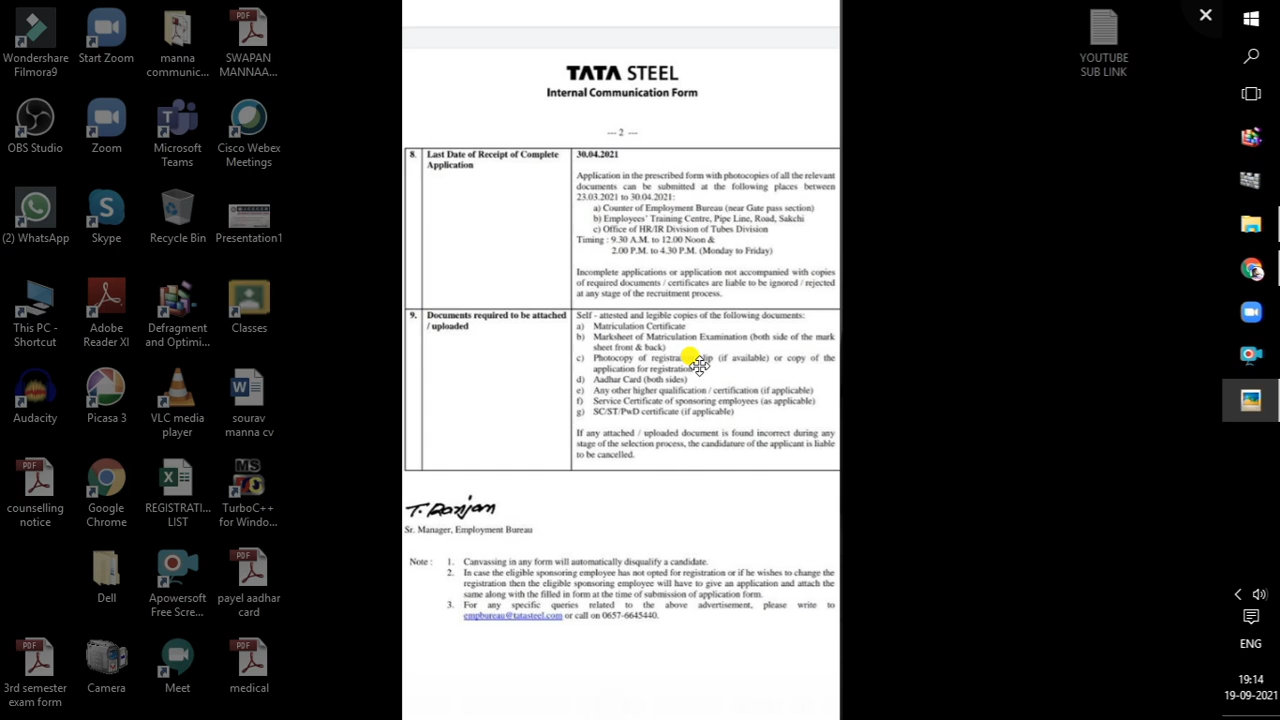 Wondershare
Filmora9
Start Zoom
manna
communic...
SWAPAN
MANNAA...
OBS Studio
Zoom
Microsoft
Teams
Cisco Webex
Meetings
(2) WhatsApp
Skype
Recycle Bin
Presentation1
This PC -
Shortcut
Adobe
Reader XI
Defragment
and Optimi...
Classes
Audacity
Picasa 3
VLC media
player
sourav
manna cv
counselling
notice
Google
Chrome
REGISTRATI...
LIST
TurboC++
for Windo...
Dell
Apowersoft
Free Scre...
payel aadhar
card
3rd semester
exam form
Camera
Meet
medical
TATA STEEL
Internal Communication Form
--- 2 ---
8. Last Date of Receipt of Complete
Application
30.04.2021
Application in the prescribed form with photocopies of all the relevant
documents can be submitted at the following places between
23.03.2021 to 30.04.2021:
a) Counter of Employment Bureau (near Gate pass section)
b) Employees' Training Centre, Pipe Line, Road, Sakchi
c) Office of HR/IR Division of Tubes Division
Timing : 9.30 A.M. to 12.00 Noon &
2.00 P.M. to 4.30 P.M. (Monday to Friday)
Incomplete applications or application not accompanied with copies
of required documents / certificates are liable to be ignored / rejected
at any stage of the recruitment process.
9. Documents required to be attached
/ uploaded
Self - attested and legible copies of the following documents:
a) Matriculation Certificate
b) Marksheet of Matriculation Examination (both side of the mark
sheet front & back)
c) Photocopy of (if available) or copy of the
application for registration
d) Aadhar Card (both sides)
e) Any other higher qualification / certification (if applicable)
f) Service Certificate of sponsoring employees (as applicable)
g) SC/ST/PwD certificate (if applicable)
If any attached / uploaded document is found incorrect during any
stage of the selection process, the candidature of the applicant is liable
to be cancelled.
Sr. Manager, Employment Bureau
Note : 1. Canvassing in any form will automatically disqualify a candidate.
2. In case the eligible sponsoring employee has not opted for registration or if he wishes to change the
registration then the eligible sponsoring employee will have to give an application and attach the
same along with the filled in form at the time of submission of application form.
3. For any specific queries related to the above advertisement, please write to
empbureau@tatasteel.com or call on 0657-6645440.
YOUTUBE
SUB LINK
ENG
19:14
19-09-2021